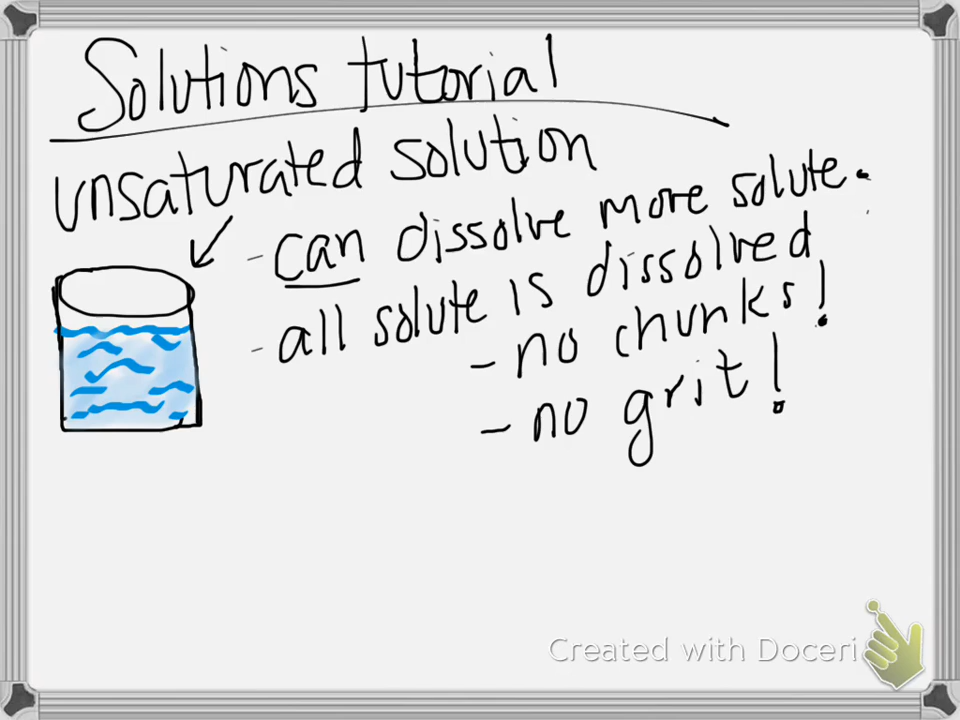 Solutions tutorial
unsaturated solution
- can dissolve more solute.
- all solute is dissolved
- no chunks!
- no grit!
Created with Doceri